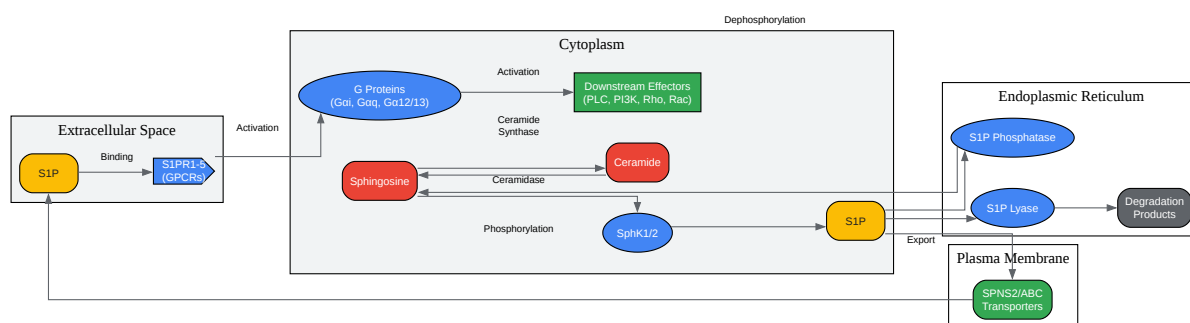 Dephosphorylation
Cytoplasm
G Proteins
(Gαi, Gαq, Gα12/13)
Activation
Downstream Effectors
(PLC, PI3K, Rho, Rac)
Endoplasmic Reticulum
Extracellular Space
Activation
Ceramide
Synthase
S1P Phosphatase
Binding
S1P
S1PR1-5
(GPCRs)
Sphingosine
Ceramide
Ceramidase
Phosphorylation
SphK1/2
S1P
S1P Lyase
Degradation
Products
Export
Plasma Membrane
SPNS2/ABC
Transporters